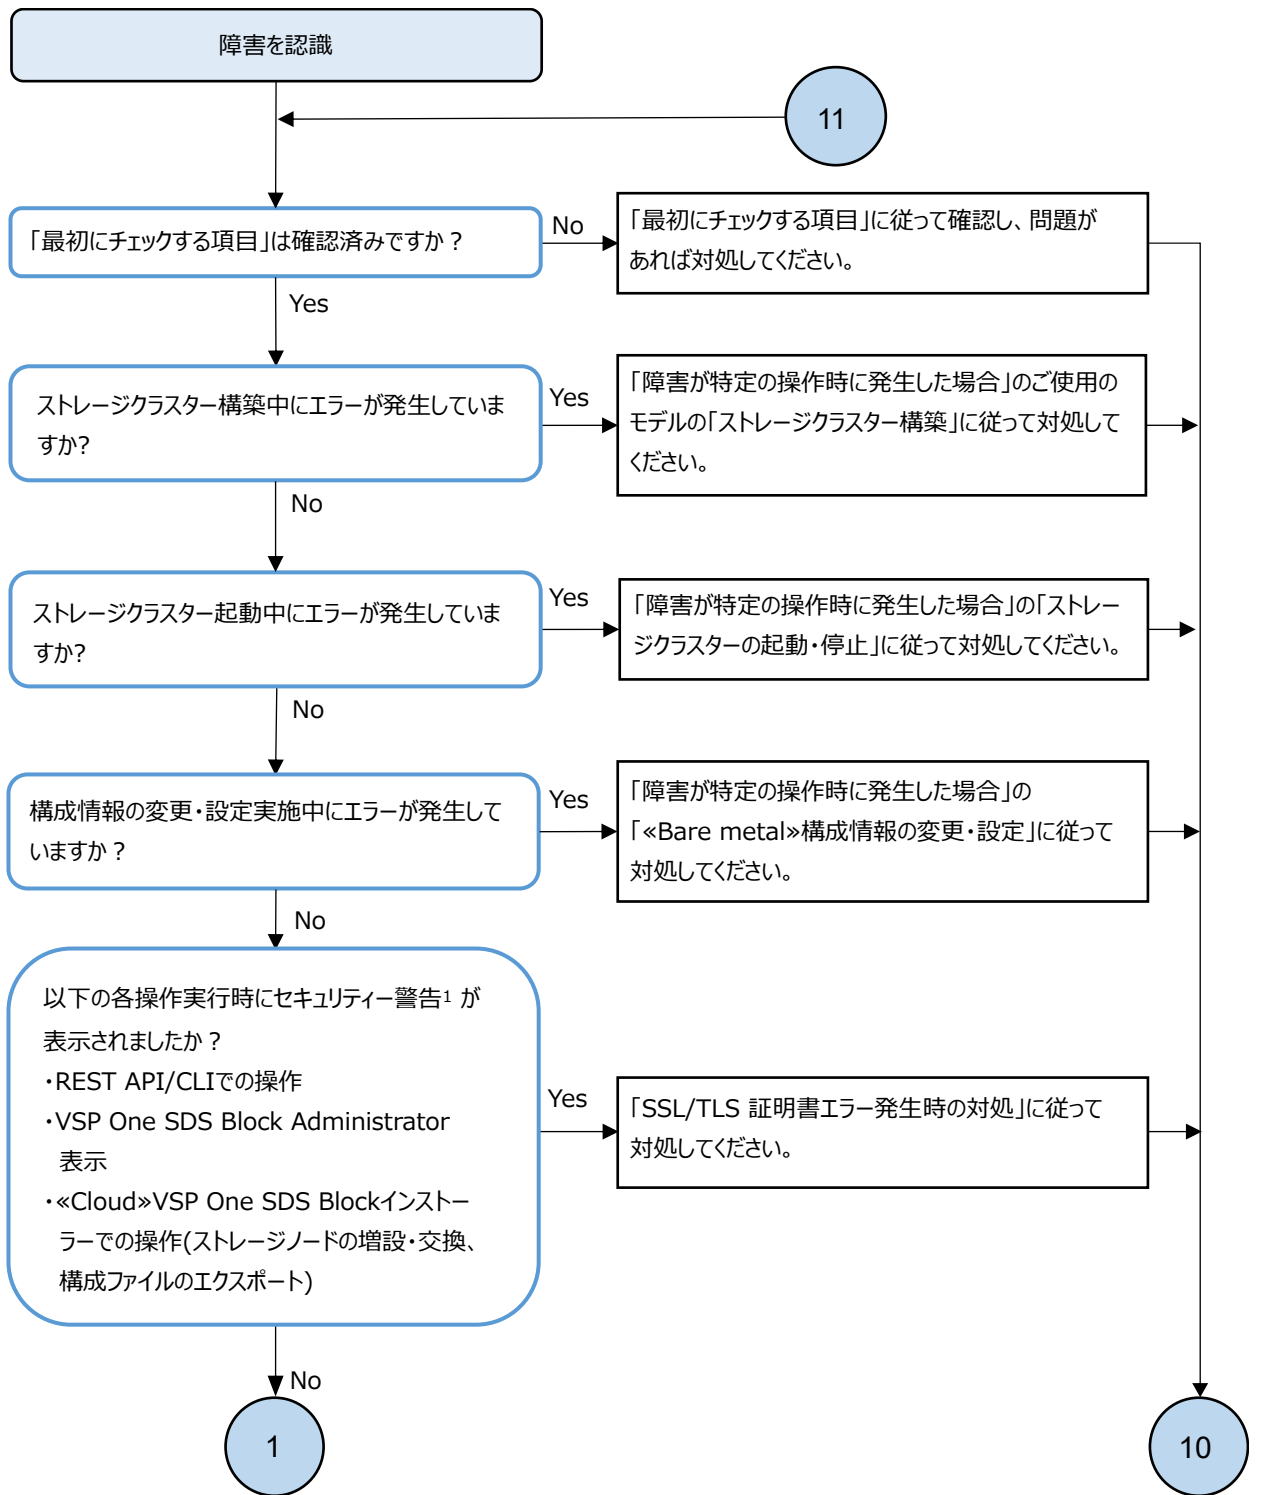 障害を認識
11
「最初にチェックする項目」は確認済みですか？
No
「最初にチェックする項目」に従って確認し、問題が
あれば対処してください。
Yes
ストレージクラスター構築中にエラーが発生していま
すか?
Yes
「障害が特定の操作時に発生した場合」のご使用の
モデルの「ストレージクラスター構築」に従って対処して
ください。
No
ストレージクラスター起動中にエラーが発生していま
すか?
Yes
「障害が特定の操作時に発生した場合」の「ストレー
ジクラスターの起動・停止」に従って対処してください。
No
構成情報の変更・設定実施中にエラーが発生して
いますか？
Yes
「障害が特定の操作時に発生した場合」の
「«Bare metal»構成情報の変更・設定」に従って
対処してください。
No
以下の各操作実行時にセキュリティー警告1 が
表示されましたか？
・REST API/CLIでの操作
・VSP One SDS Block Administrator
表示
・«Cloud»VSP One SDS Blockインストー
ラーでの操作(ストレージノードの増設・交換、
構成ファイルのエクスポート)
Yes
「SSL/TLS 証明書エラー発生時の対処」に従って
対処してください。
No
1
10